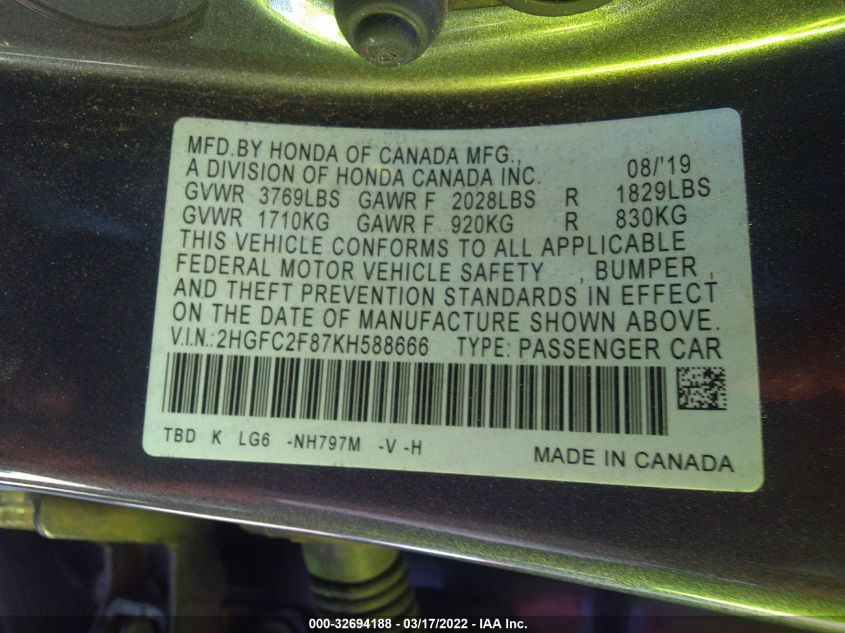 MFD.BY HONDA OF CANADA MFG.,
A DIVISION OF HONDA CANADA INC. 08/'19
GVWR 3769LBS GAWR F 2028LBS R 1829LBS
GVWR 1710KG GAWR F 920KG R 830KG
THIS VEHICLE CONFORMS TO ALL APPLICABLE
FEDERAL MOTOR VEHICLE SAFETY , BUMPER ,
AND THEFT PREVENTION STANDARDS IN EFFECT
ON THE DATE OF MANUFACTURE SHOWN ABOVE.
V.I.N.:2HGFC2F87KH588666 TYPE: PASSENGER CAR
TBD K LG6 -NH797M -V -H
MADE IN CANADA
000-32694188 - 03/17/2022 - IAA Inc.